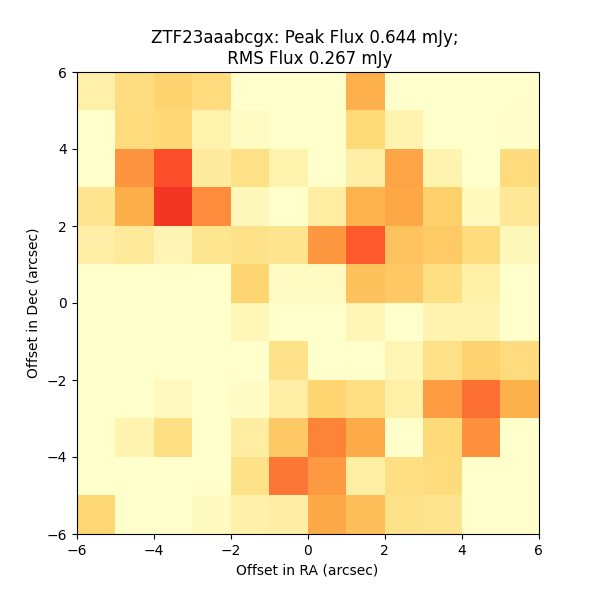 ZTF23aaabcgx: Peak Flux 0.644 mJy;
RMS Flux 0.267 mJy
6
4
2
0
−2
−4
−6
Offset in Dec (arcsec)
−6 −4 −2 0 2 4 6
Offset in RA (arcsec)